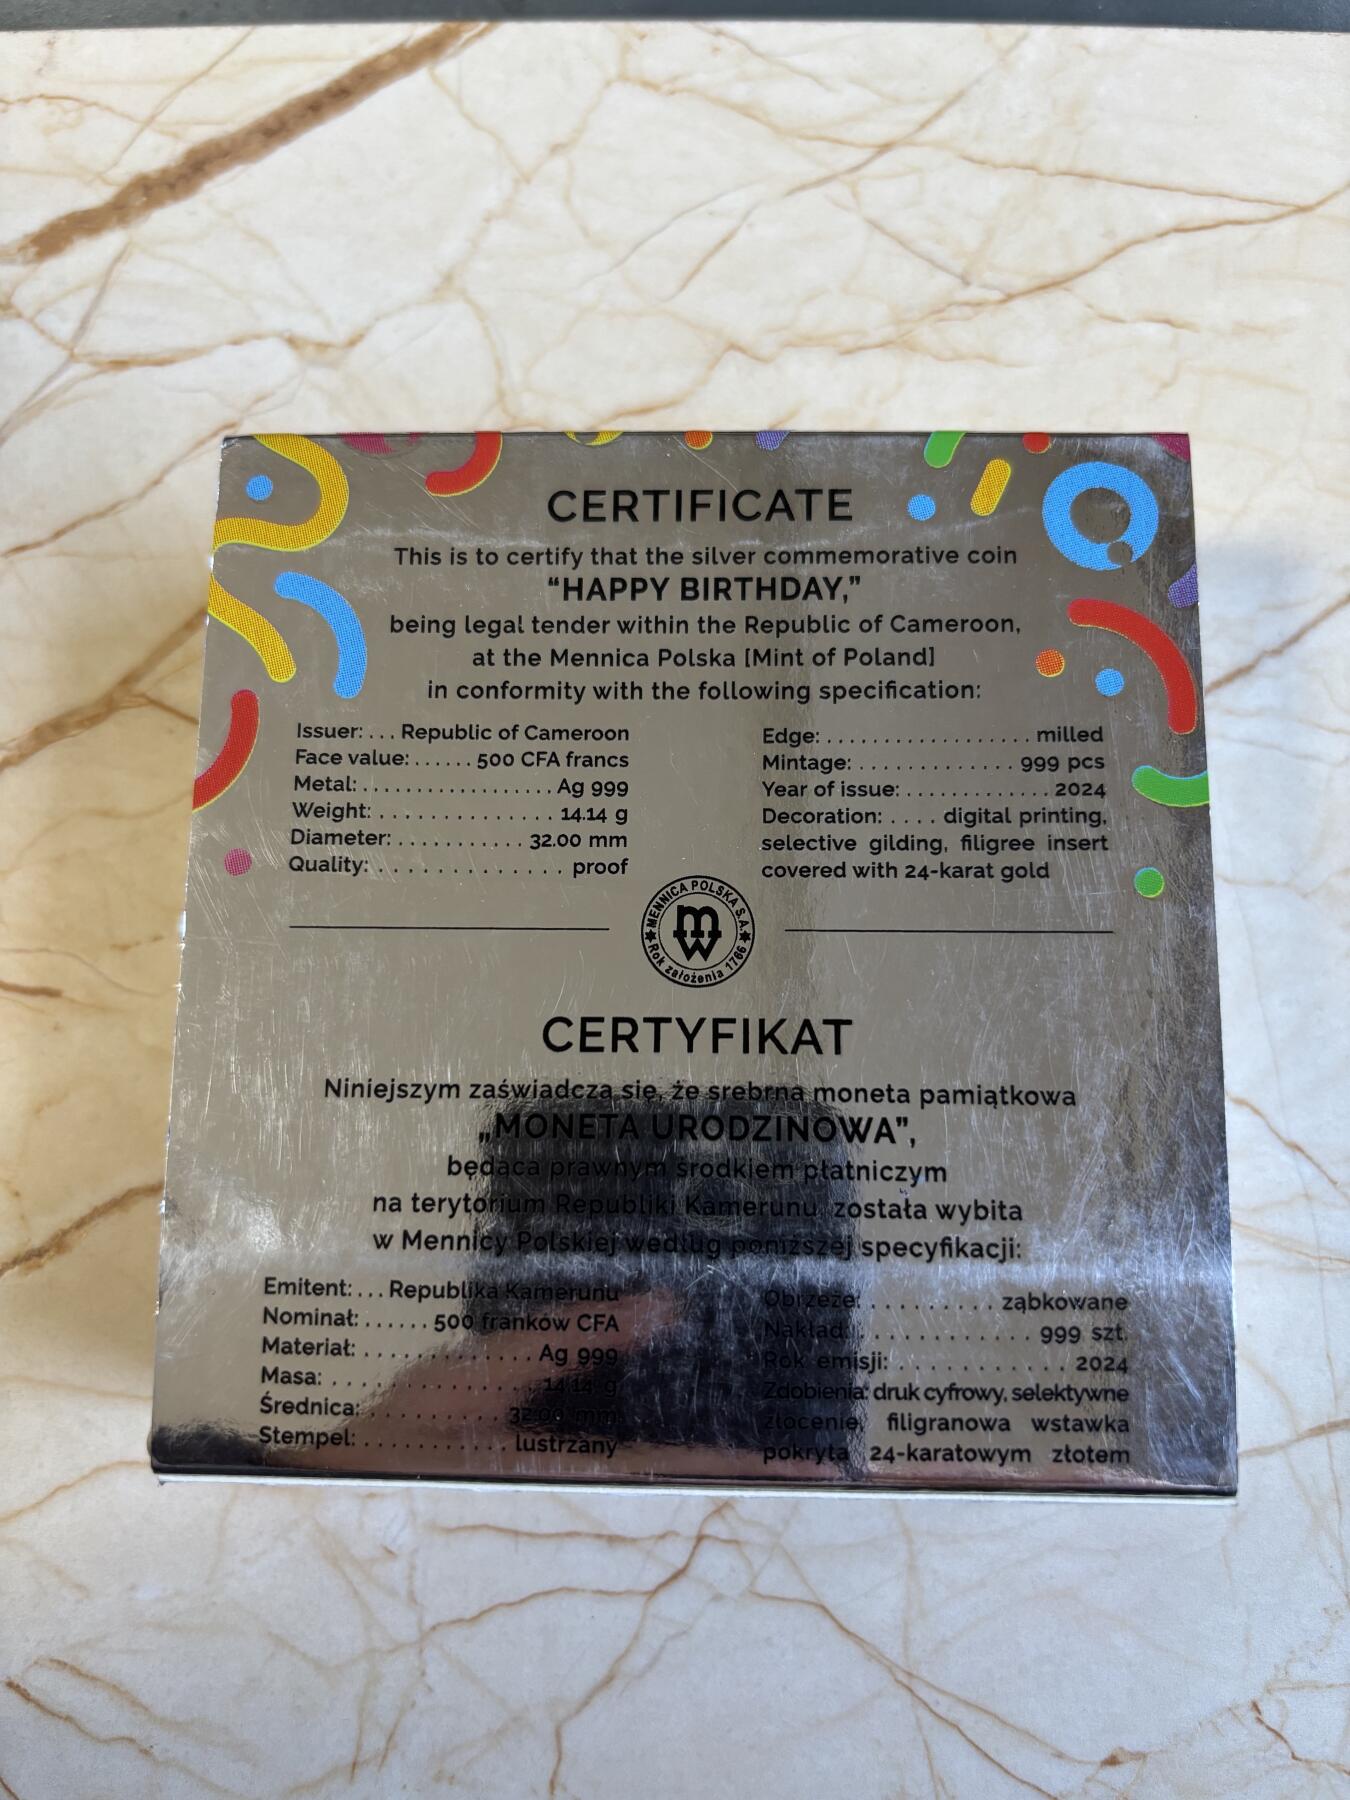 CERTIFICATE
This is to certify that the silver commemorative coin
“HAPPY BIRTHDAY,”
being legal tender within the Republic of Cameroon,
at the Mennica Polska [Mint of Poland]
in conformity with the following specification:
Issuer: ... Republic of Cameroon
Face value: ...... 500 CFA francs
Metal: ................. Ag 999
Weight: ............... 14.14 g
Diameter: ........... 32.00 mm
Quality: .............. proof
Edge: .................. milled
Mintage: .............. 999 pcs
Year of issue: ............. 2024
Decoration: .... digital printing,
selective gilding, filigree insert
covered with 24-karat gold
MENNICA POLSKA S.A.
mw
Rok założenia 1766
CERTYFIKAT
Niniejszym zaświadcza się, że srebrna moneta pamiątkowa
„MONETA URODZINOWA”,
będąca prawnym środkiem płatniczym
na terytorium Republiki Kamerunu, została wybita
w Mennicy Polskiej według poniższej specyfikacji:
Emitent: ... Republika Kamerunu
Nominał: ...... 500 franków CFA
Materiał: ............. Ag 999
Masa: ................ 14.14 g
Średnica: ........... 32.00 mm
Stempel: ........... lustrzany
Obrzeże: ......... ząbkowane
Nakład: ............ 999 szt.
Rok emisji: ........... 2024
Zdobienia: druk cyfrowy, selektywne
złocenie, filigranowa wstawka
pokryta 24-karatowym złotem